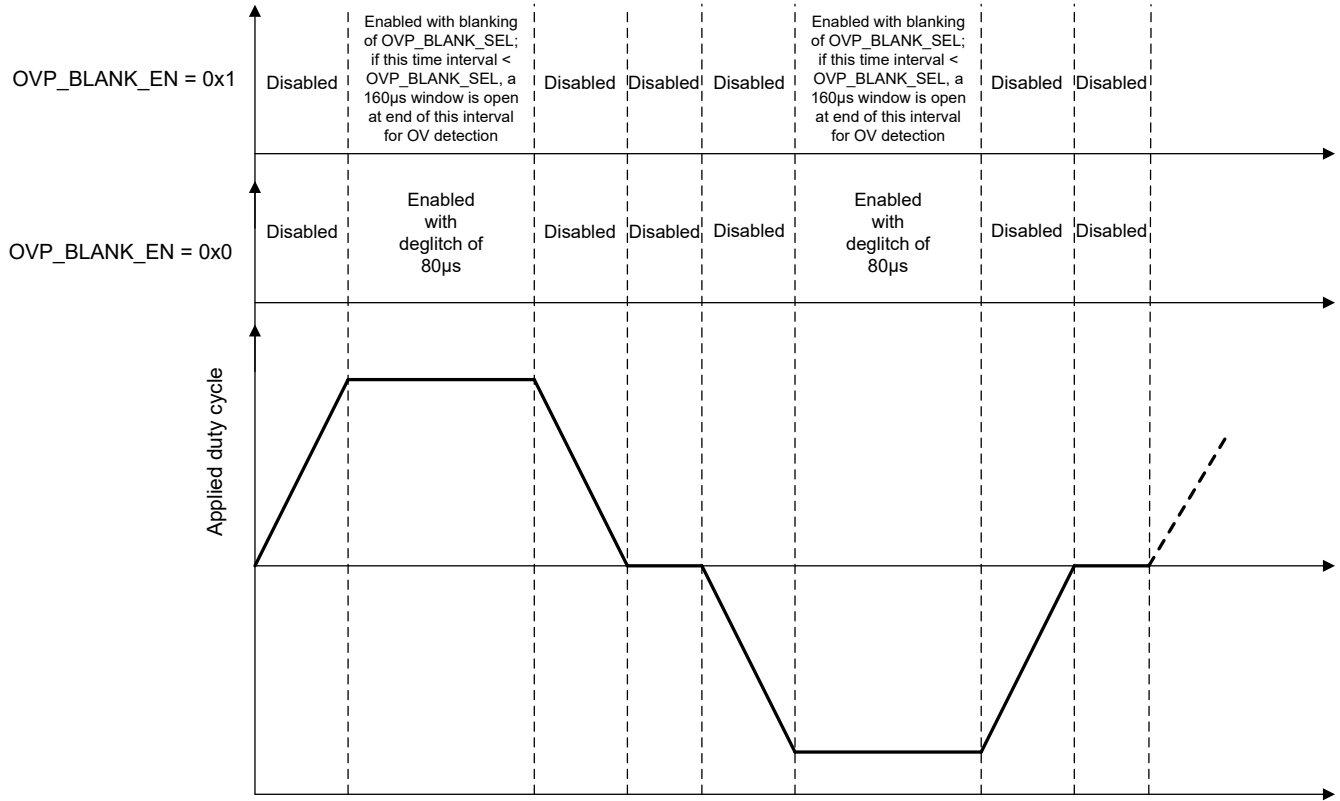 OVP_BLANK_EN = 0x1
Disabled
Enabled with blanking
of OVP_BLANK_SEL;
if this time interval <
OVP_BLANK_SEL, a
160µs window is open
at end of this interval
for OV detection
Disabled
Disabled
Disabled
Enabled with blanking
of OVP_BLANK_SEL;
if this time interval <
OVP_BLANK_SEL, a
160µs window is open
at end of this interval
for OV detection
Disabled
Disabled
OVP_BLANK_EN = 0x0
Disabled
Enabled
with
deglitch of
80µs
Disabled
Disabled
Disabled
Enabled
with
deglitch of
80µs
Disabled
Disabled
Applied duty cycle